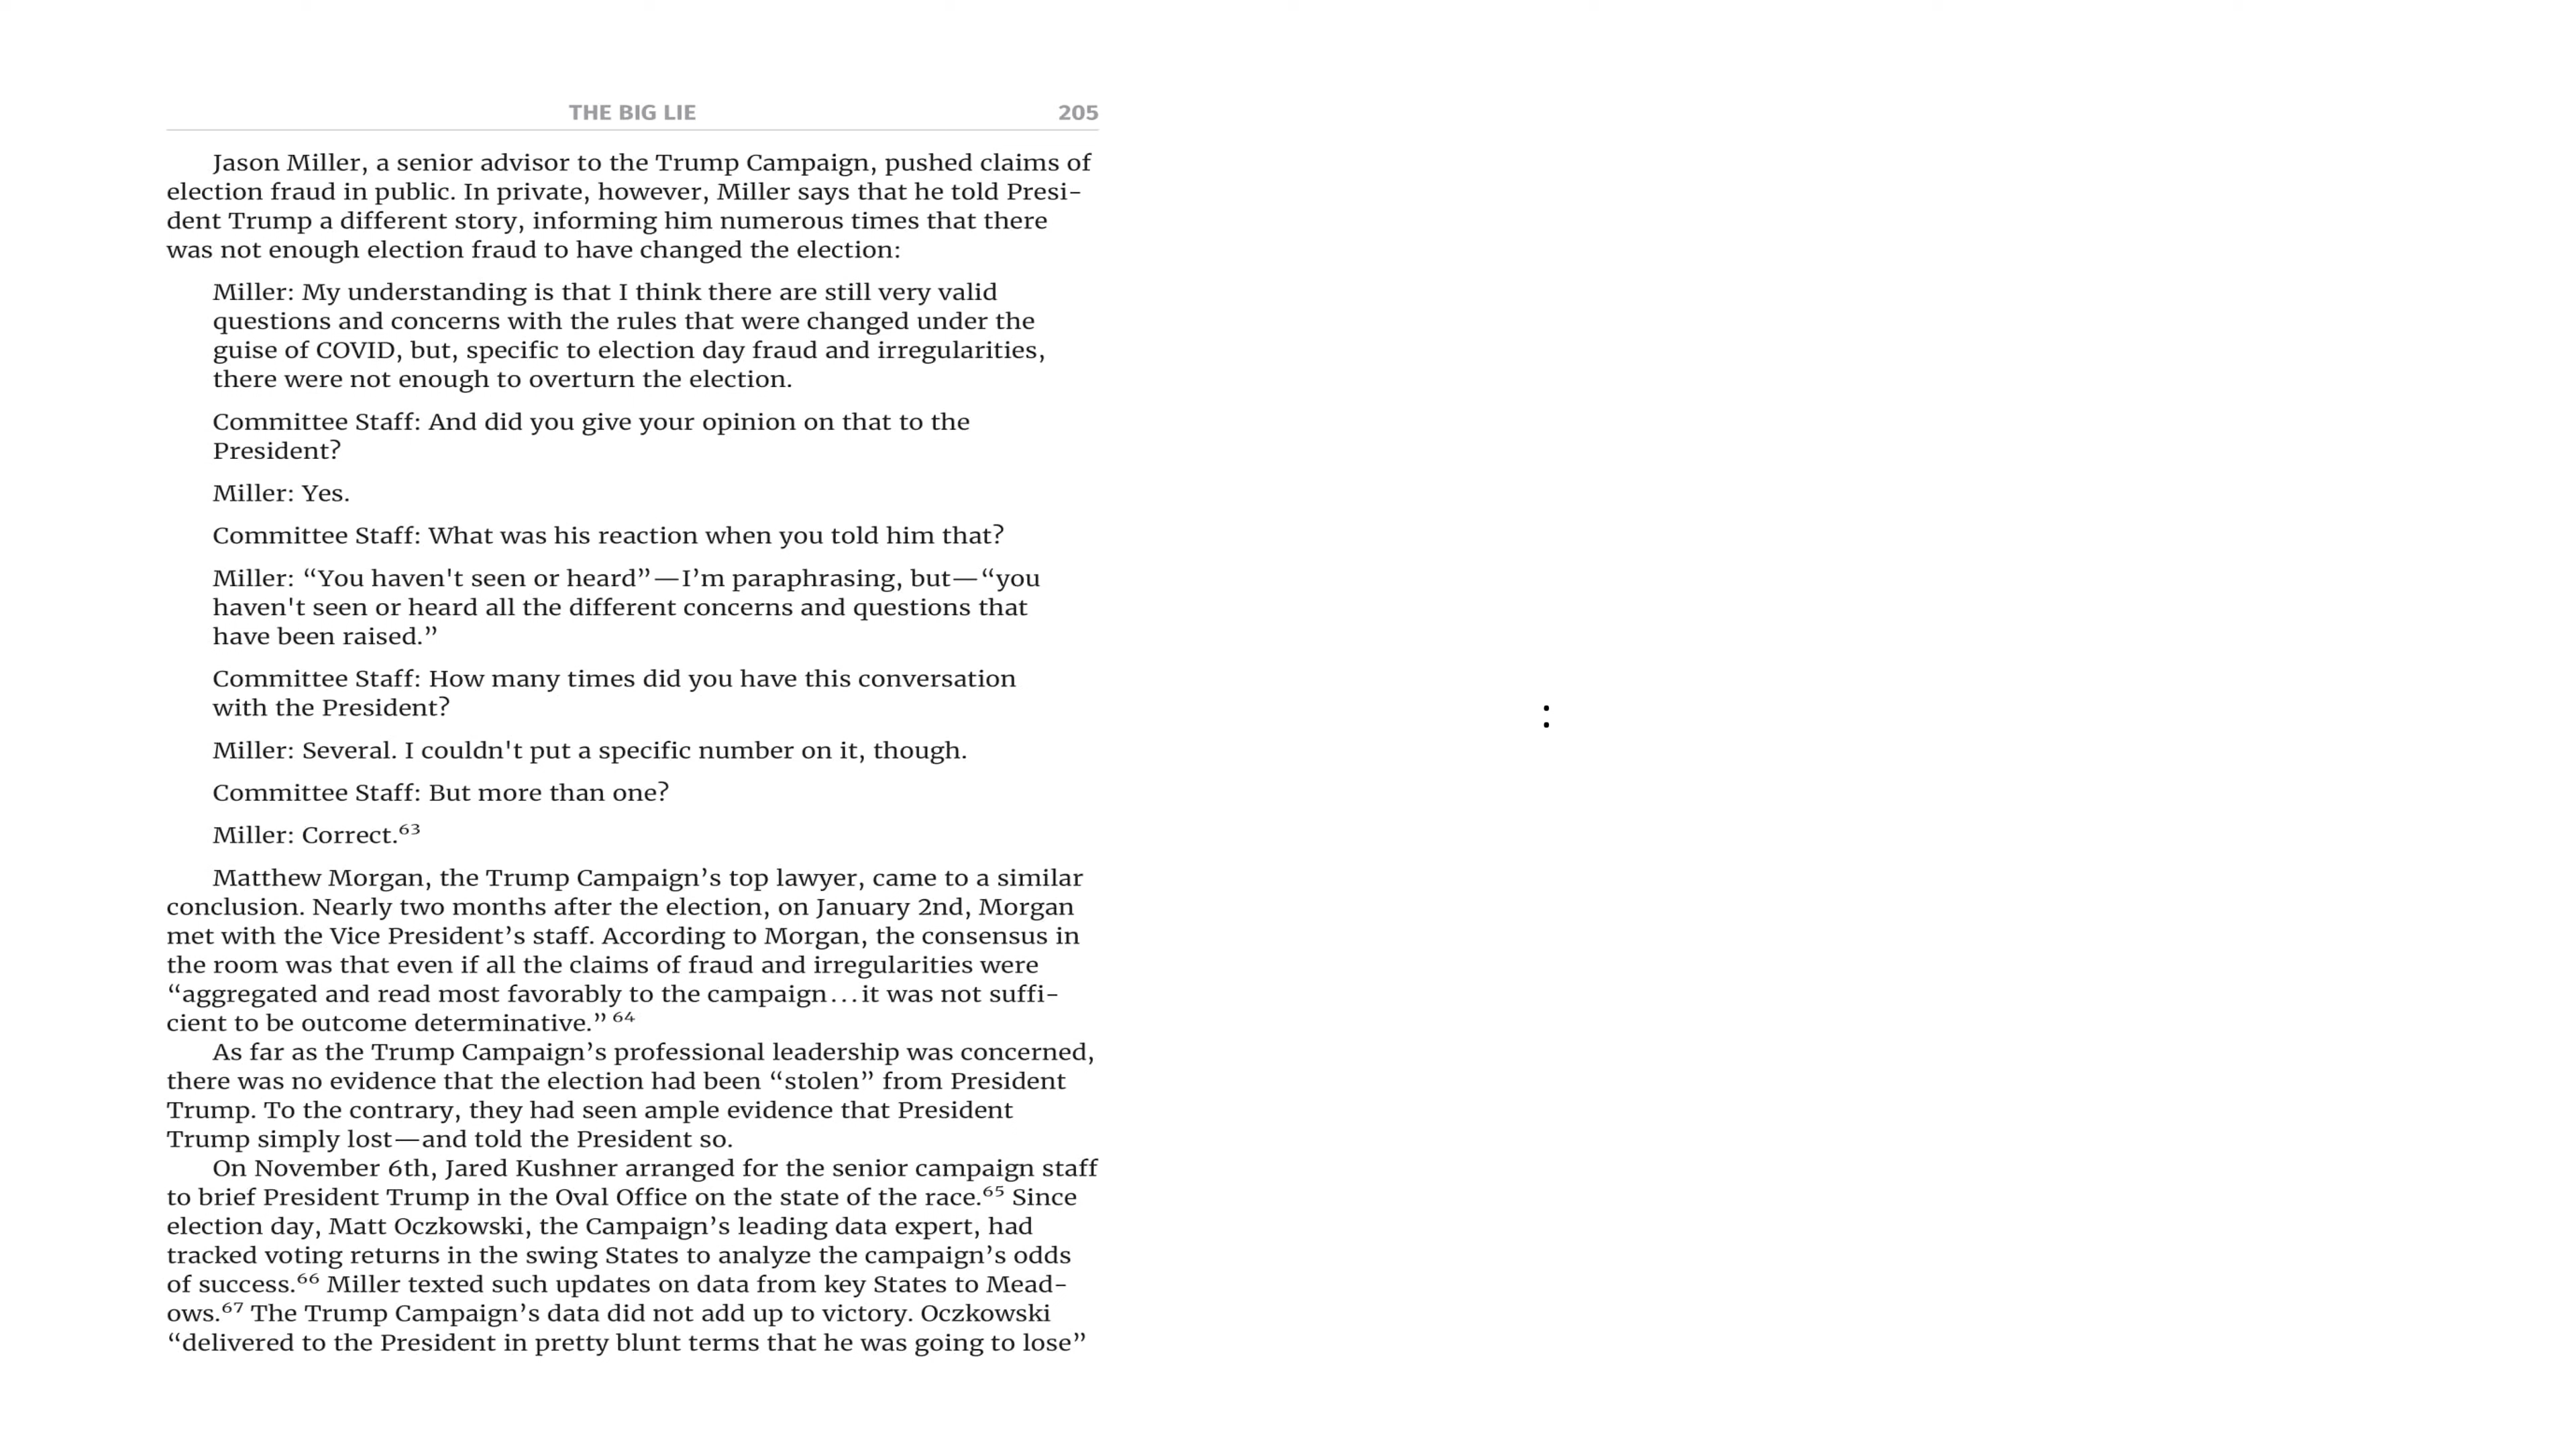 THE BIG LIE 205
Jason Miller, a senior advisor to the Trump Campaign, pushed claims of
election fraud in public. In private, however, Miller says that he told Presi-
dent Trump a different story, informing him numerous times that there
was not enough election fraud to have changed the election:
Miller: My understanding is that I think there are still very valid
questions and concerns with the rules that were changed under the
guise of COVID, but, specific to election day fraud and irregularities,
there were not enough to overturn the election.
Committee Staff: And did you give your opinion on that to the
President?
Miller: Yes.
Committee Staff: What was his reaction when you told him that?
Miller: “You haven't seen or heard”—I’m paraphrasing, but—“you
haven't seen or heard all the different concerns and questions that
have been raised.”
Committee Staff: How many times did you have this conversation
with the President?
Miller: Several. I couldn't put a specific number on it, though.
Committee Staff: But more than one?
Miller: Correct.⁶³
Matthew Morgan, the Trump Campaign’s top lawyer, came to a similar
conclusion. Nearly two months after the election, on January 2nd, Morgan
met with the Vice President’s staff. According to Morgan, the consensus in
the room was that even if all the claims of fraud and irregularities were
“aggregated and read most favorably to the campaign...it was not suffi-
cient to be outcome determinative.” ⁶⁴
As far as the Trump Campaign’s professional leadership was concerned,
there was no evidence that the election had been “stolen” from President
Trump. To the contrary, they had seen ample evidence that President
Trump simply lost—and told the President so.
On November 6th, Jared Kushner arranged for the senior campaign staff
to brief President Trump in the Oval Office on the state of the race.⁶⁵ Since
election day, Matt Oczkowski, the Campaign’s leading data expert, had
tracked voting returns in the swing States to analyze the campaign’s odds
of success.⁶⁶ Miller texted such updates on data from key States to Mead-
ows.⁶⁷ The Trump Campaign’s data did not add up to victory. Oczkowski
“delivered to the President in pretty blunt terms that he was going to lose”
: